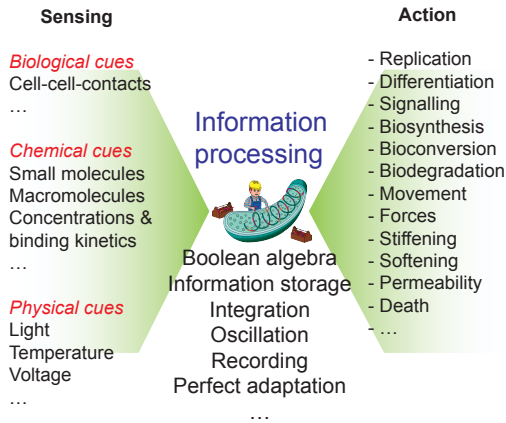 Sensing
Biological cues
Cell-cell-contacts
…
Chemical cues
Small molecules
Macromolecules
Concentrations &
binding kinetics
…
Physical cues
Light
Temperature
Voltage
…
Information
processing
Boolean algebra
Information storage
Integration
Oscillation
Recording
Perfect adaptation
…
Action
- Replication
- Differentiation
- Signalling
- Biosynthesis
- Bioconversion
- Biodegradation
- Movement
- Forces
- Stiffening
- Softening
- Permeability
- Death
- …